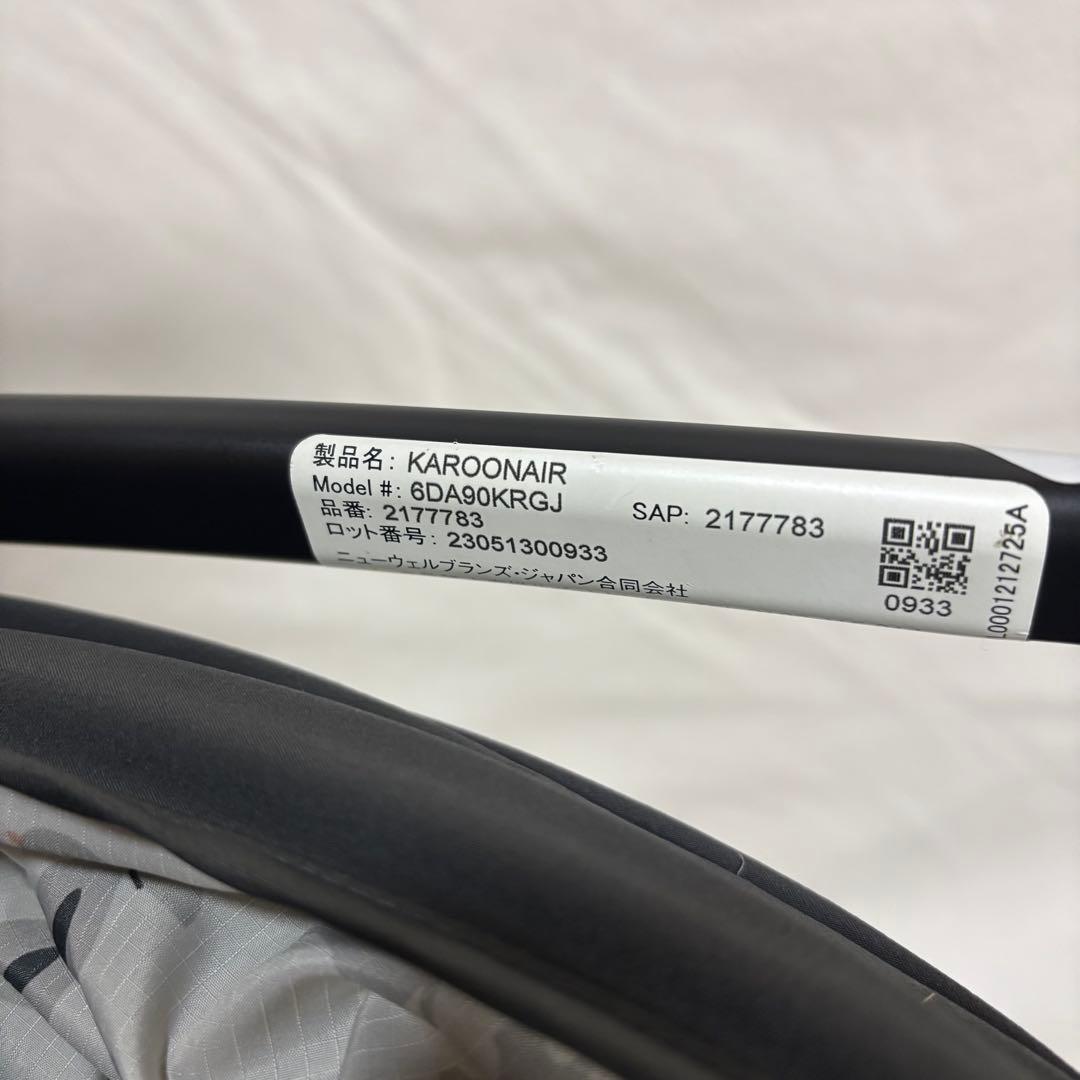 製品名: KAROONAIR
Model #: 6DA90KRGJ
品番: 2177783
SAP: 2177783
ロット番号: 23051300933
ニューウェルブランズ・ジャパン合同会社
0933
L0001212725A